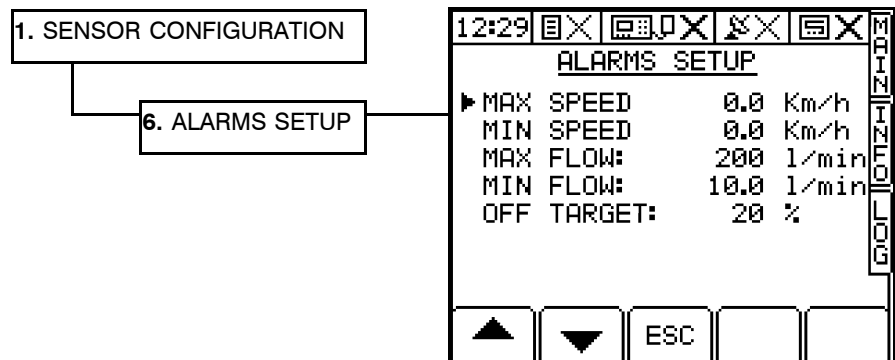 1. SENSOR CONFIGURATION
6. ALARMS SETUP
12:29
ALARMS SETUP
MAX SPEED 0.0 Km/h
MIN SPEED 0.0 Km/h
MAX FLOW: 200 l/min
MIN FLOW: 10.0 l/min
OFF TARGET: 20 %
MAIN
INFO
LOG
ESC